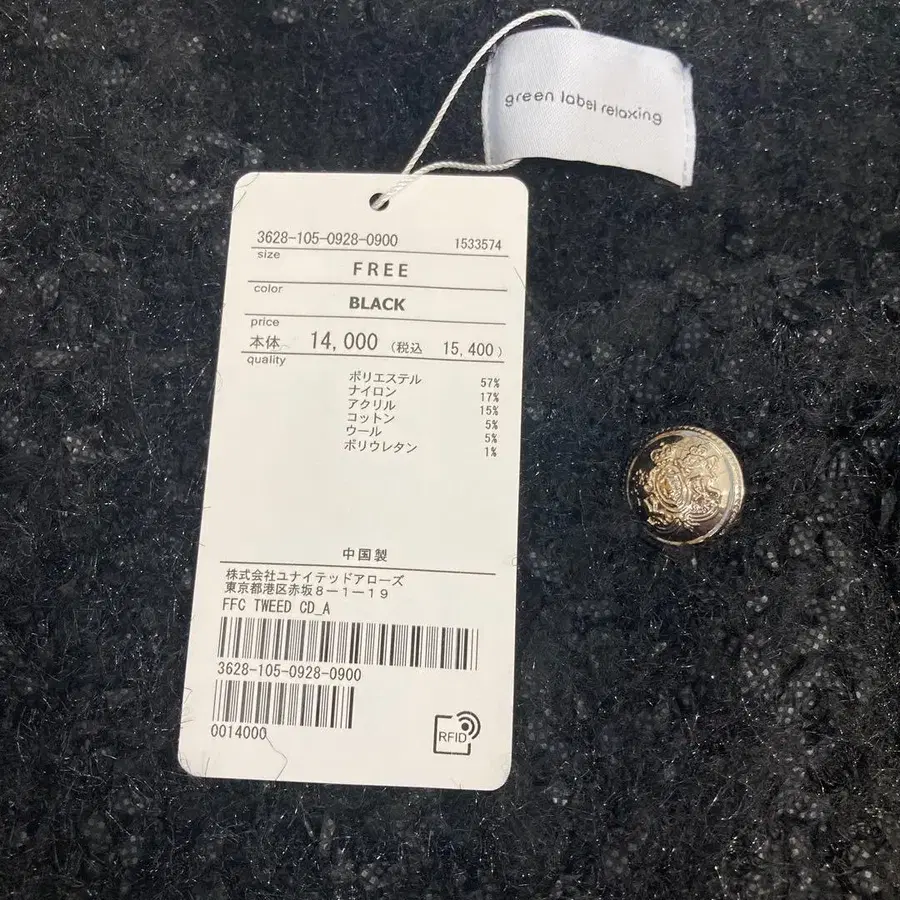 green label relaxing
3628-105-0928-0900 1533574
size
FREE
color
BLACK
price
本体 14,000 (税込 15,400)
quality
ポリエステル 57%
ナイロン 17%
アクリル 15%
コットン 5%
ウール 5%
ポリウレタン 1%
中国製
株式会社ユナイテッドアローズ
東京都港区赤坂8-1-19
FFC TWEED CD_A
3628-105-0928-0900
0014000
RFID